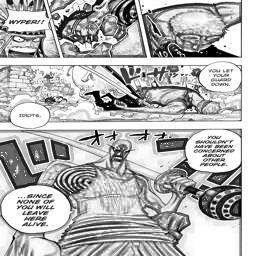 WYPER!!
YOU LET
YOUR
GUARD
DOWN.
IDIOTS.
YOU
SHOULDN'T
HAVE BEEN
CONCERNED
ABOUT
OTHER
PEOPLE.
...SINCE
NONE OF
YOU WILL
LEAVE
HERE
ALIVE.